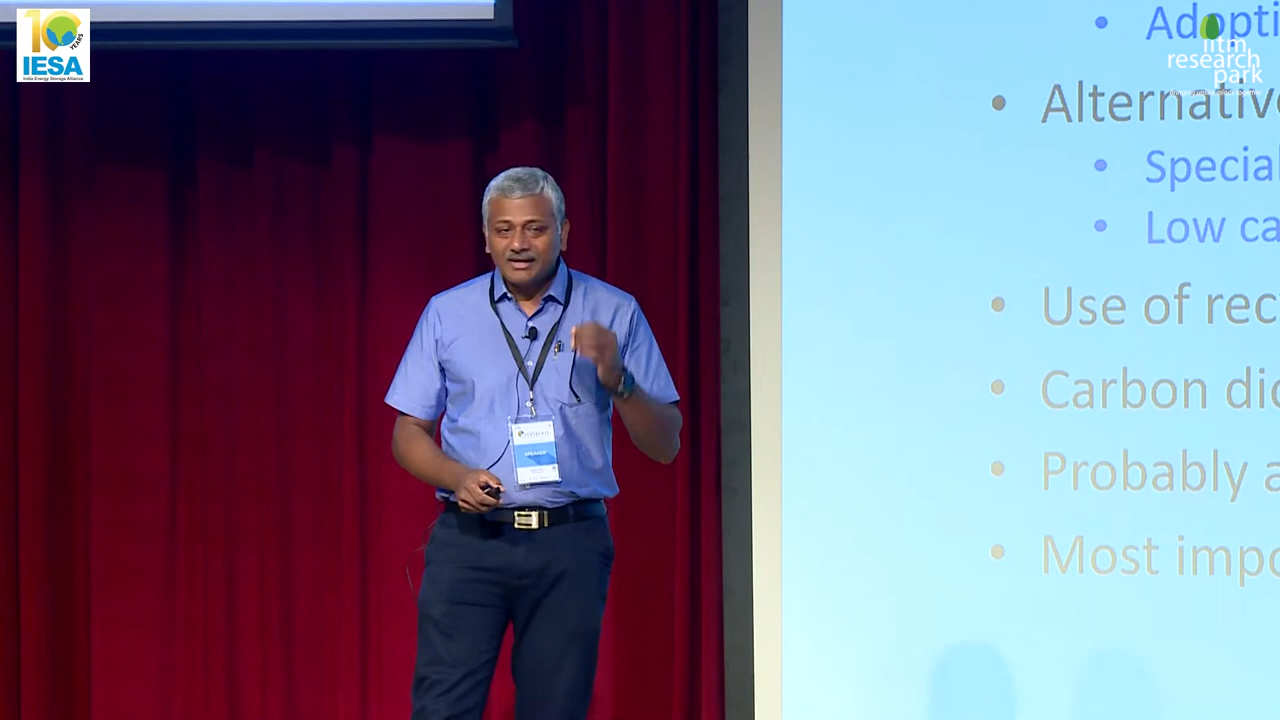 10
YEARS
IESA
India Energy Storage Alliance
iitm
research
park
• Adopti
• Alternative
• Special
• Low ca
• Use of rec
• Carbon dio
• Probably a
• Most impo
SPEAKER